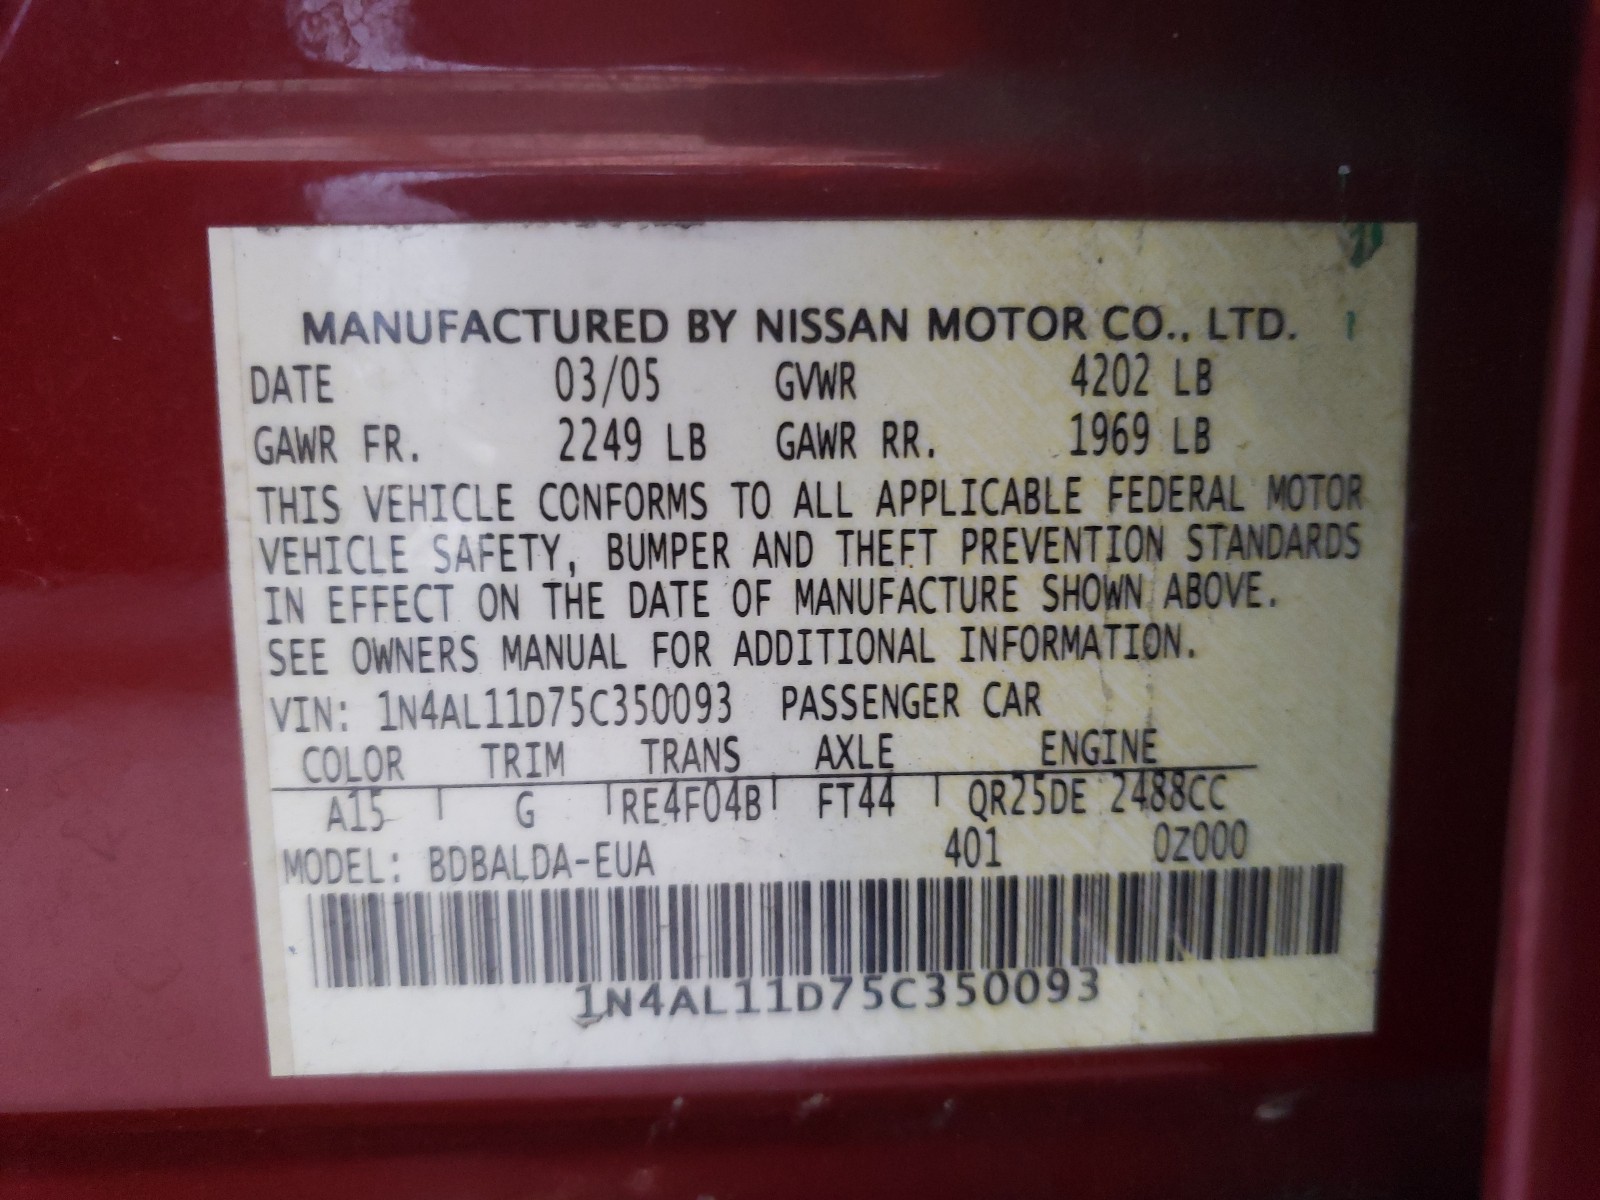 MANUFACTURED BY NISSAN MOTOR CO., LTD.
DATE 03/05 GVWR 4202 LB
GAWR FR. 2249 LB GAWR RR. 1969 LB
THIS VEHICLE CONFORMS TO ALL APPLICABLE FEDERAL MOTOR
VEHICLE SAFETY, BUMPER AND THEFT PREVENTION STANDARDS
IN EFFECT ON THE DATE OF MANUFACTURE SHOWN ABOVE.
SEE OWNERS MANUAL FOR ADDITIONAL INFORMATION.
VIN: 1N4AL11D75C350093 PASSENGER CAR
COLOR TRIM TRANS AXLE ENGINE
A15 G RE4F04B FT44 QR25DE 2488CC
MODEL: BDBALDA-EUA 401 0Z000
1N4AL11D75C350093